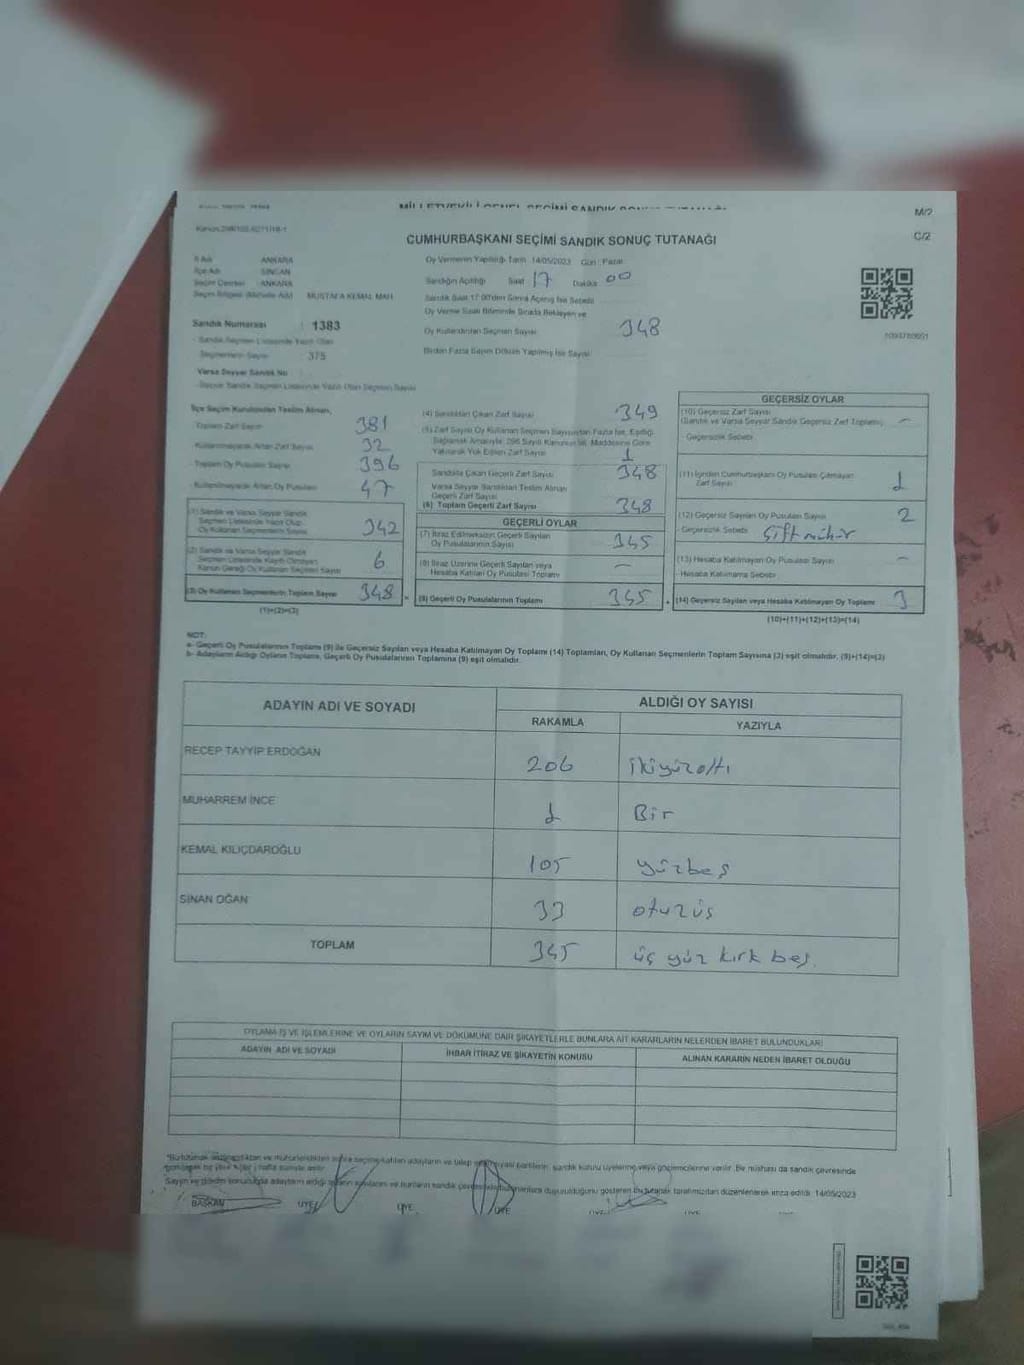 MİLLETVEKİLİ GENEL SEÇİMİ SANDIK SONUÇ TUTANAĞI
M/2
CUMHURBAŞKANI SEÇİMİ SANDIK SONUÇ TUTANAĞI
C/2
İl Adı ANKARA
İlçe Adı SİNCAN
Seçim Çevresi ANKARA
Seçim Bölgesi (Mahalle Adı) MUSTAFA KEMAL MAH.
Sandık Numarası : 1383
- Sandık Seçmen Listesinde Yazılı Olan
Seçmenlerin Sayısı 375
Varsa Seyyar Sandık No
- Seyyar Sandık Seçmen Listesinde Yazılı Olan Seçmen Sayısı
Oy Vermenin Yapıldığı Tarih 14/05/2023 Gün : Pazar
Sandığın Açıldığı Saat 17 Dakika 00
Sandık Saat 17.00'den Sonra Açılmış İse Sebebi
Oy Verme Saati Bitiminde Sırada Bekleyen ve
Oy Kullandırılan Seçmen Sayısı 348
Birden Fazla Sayım Döküm Yapılmış İse Sayısı
İlçe Seçim Kurulundan Teslim Alınan,
Toplam Zarf Sayısı 381
Kullanılmayarak Artan Zarf Sayısı 32
Toplam Oy Pusulası Sayısı 396
Kullanılmayarak Artan Oy Pusulası 47
(1) Sandık ve Varsa Seyyar Sandık
Seçmen Listesinde Yazılı Olup
Oy Kullanan Seçmenlerin Sayısı 342
(2) Sandık ve Varsa Seyyar Sandık
Seçmen Listesinde Kayıtlı Olmayan
Kanun Gereği Oy Kullanan Seçmen Sayısı 6
(3) Oy Kullanan Seçmenlerin Toplam Sayısı 348
(1)+(2)=(3)
(4) Sandıktan Çıkan Zarf Sayısı 349
(5) Zarf Sayısı Oy Kullanan Seçmen Sayısından Fazla İse, Eşitliği
Sağlamak Amacıyla, 298 Sayılı Kanunun 98. Maddesine Göre
Yakılarak Yok Edilen Zarf Sayısı 1
Sandıkta Çıkan Geçerli Zarf Sayısı 348
Varsa Seyyar Sandıktan Teslim Alınan
Geçerli Zarf Sayısı
(6) Toplam Geçerli Zarf Sayısı 348
GEÇERLİ OYLAR
(7) İtiraz Edilmeksizin Geçerli Sayılan
Oy Pusulalarının Sayısı 345
(8) İtiraz Üzerine Geçerli Sayılan veya
Hesaba Katılan Oy Pusulası Toplamı –
(9) Geçerli Oy Pusulalarının Toplamı 345
GEÇERSİZ OYLAR
(10) Geçersiz Zarf Sayısı
(Sandık ve Varsa Seyyar Sandık Geçersiz Zarf Toplamı) –
- Geçersizlik Sebebi
(11) İçinden Cumhurbaşkanı Oy Pusulası Çıkmayan
Zarf Sayısı 1
(12) Geçersiz Sayılan Oy Pusulası Sayısı 2
- Geçersizlik Sebebi Çift mühür
(13) Hesaba Katılmayan Oy Pusulası Sayısı –
- Hesaba Katılmama Sebebi
(14) Geçersiz Sayılan veya Hesaba Katılmayan Oy Toplamı 3
(10)+(11)+(12)+(13)=(14)
NOT:
a- Geçerli Oy Pusulalarının Toplamı (9) ile Geçersiz Sayılan veya Hesaba Katılmayan Oy Toplamı (14) Toplamları, Oy Kullanan Seçmenlerin Toplam Sayısına (3) eşit olmalıdır. (9)+(14)=(3)
b- Adayların Aldığı Oyların Toplamı, Geçerli Oy Pusulalarının Toplamına (9) eşit olmalıdır.
ADAYIN ADI VE SOYADI
ALDIĞI OY SAYISI
RAKAMLA YAZIYLA
RECEP TAYYİP ERDOĞAN 206 ikiyüzaltı
MUHARREM İNCE 1 Bir
KEMAL KILIÇDAROĞLU 105 yüzbeş
SİNAN OĞAN 33 otuzüç
TOPLAM 345 üç yüz kırk beş.
OYLAMA İŞ VE İŞLEMLERİNE VE OYLARIN SAYIM VE DÖKÜMÜNE DAİR ŞİKAYETLERLE BUNLARA AİT KARARLARIN NELERDEN İBARET BULUNDUKLARI
ADAYIN ADI VE SOYADI
İHBAR İTİRAZ VE ŞİKAYETİN KONUSU
ALINAN KARARIN NEDEN İBARET OLDUĞU
BAŞKAN ÜYE ÜYE ÜYE ÜYE